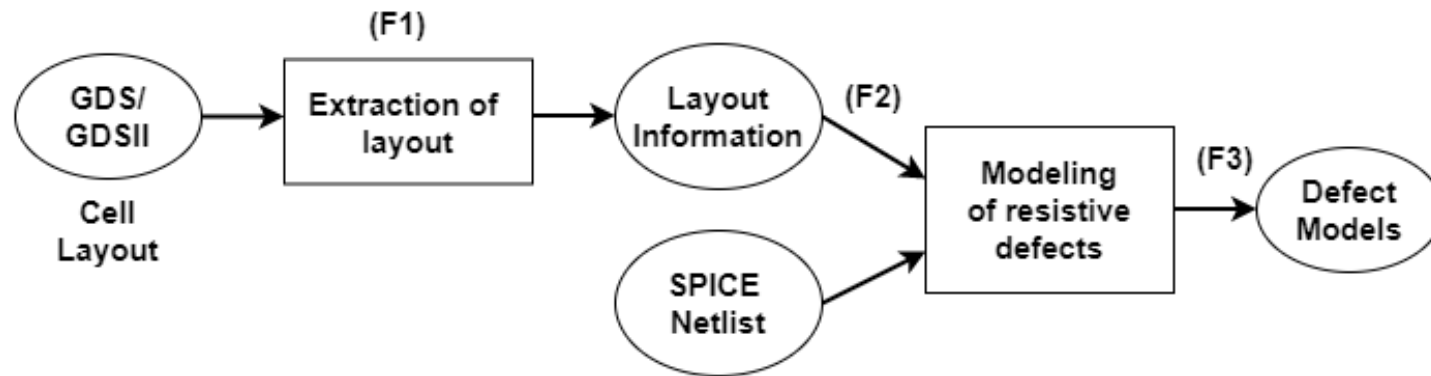 (F1)
GDS/
GDSII
Cell
Layout
Extraction of
layout
Layout
Information
(F2)
SPICE
Netlist
Modeling
of resistive
defects
(F3)
Defect
Models